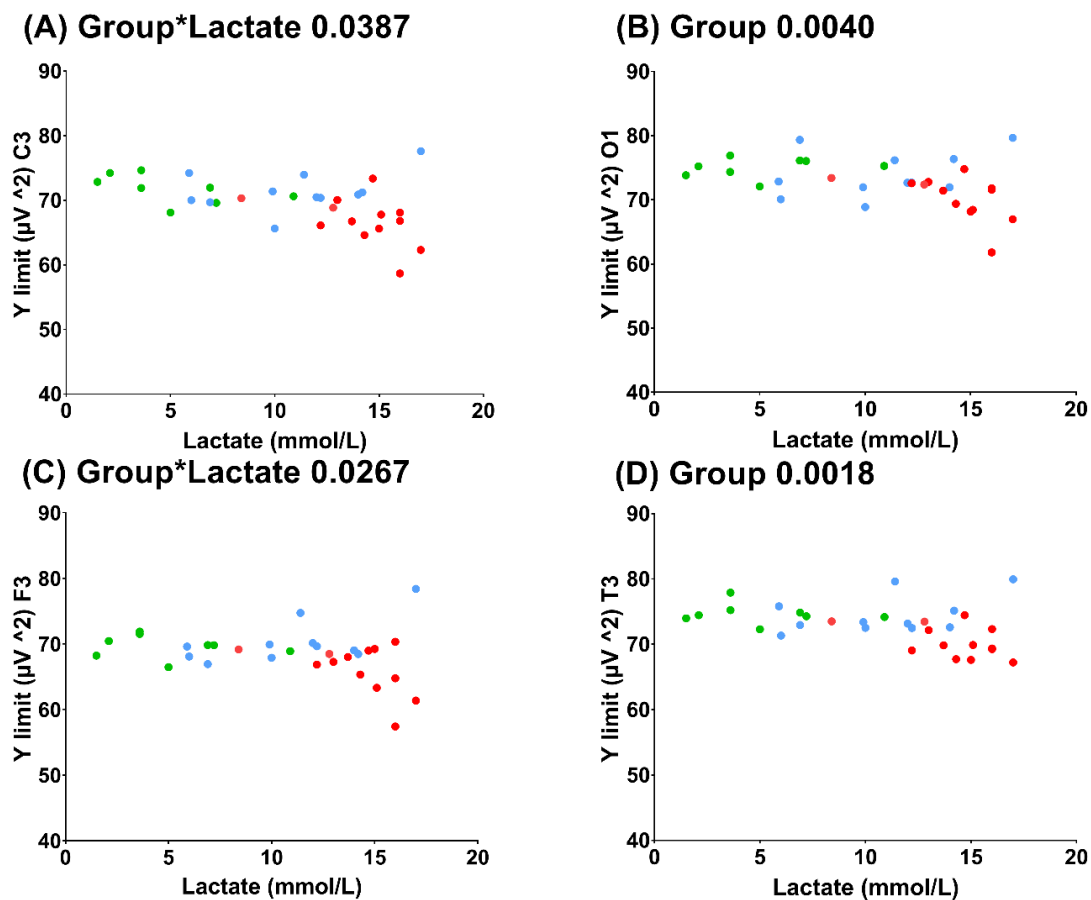 (A) Group*Lactate 0.0387
90
80
70
60
50
40
0 5 10 15 20
Y limit (µV ^2) C3
Lactate (mmol/L)
(B) Group 0.0040
90
80
70
60
50
40
0 5 10 15 20
Y limit (µV ^2) O1
Lactate (mmol/L)
(C) Group*Lactate 0.0267
90
80
70
60
50
40
0 5 10 15 20
Y limit (µV ^2) F3
Lactate (mmol/L)
(D) Group 0.0018
90
80
70
60
50
40
0 5 10 15 20
Y limit (µV ^2) T3
Lactate (mmol/L)